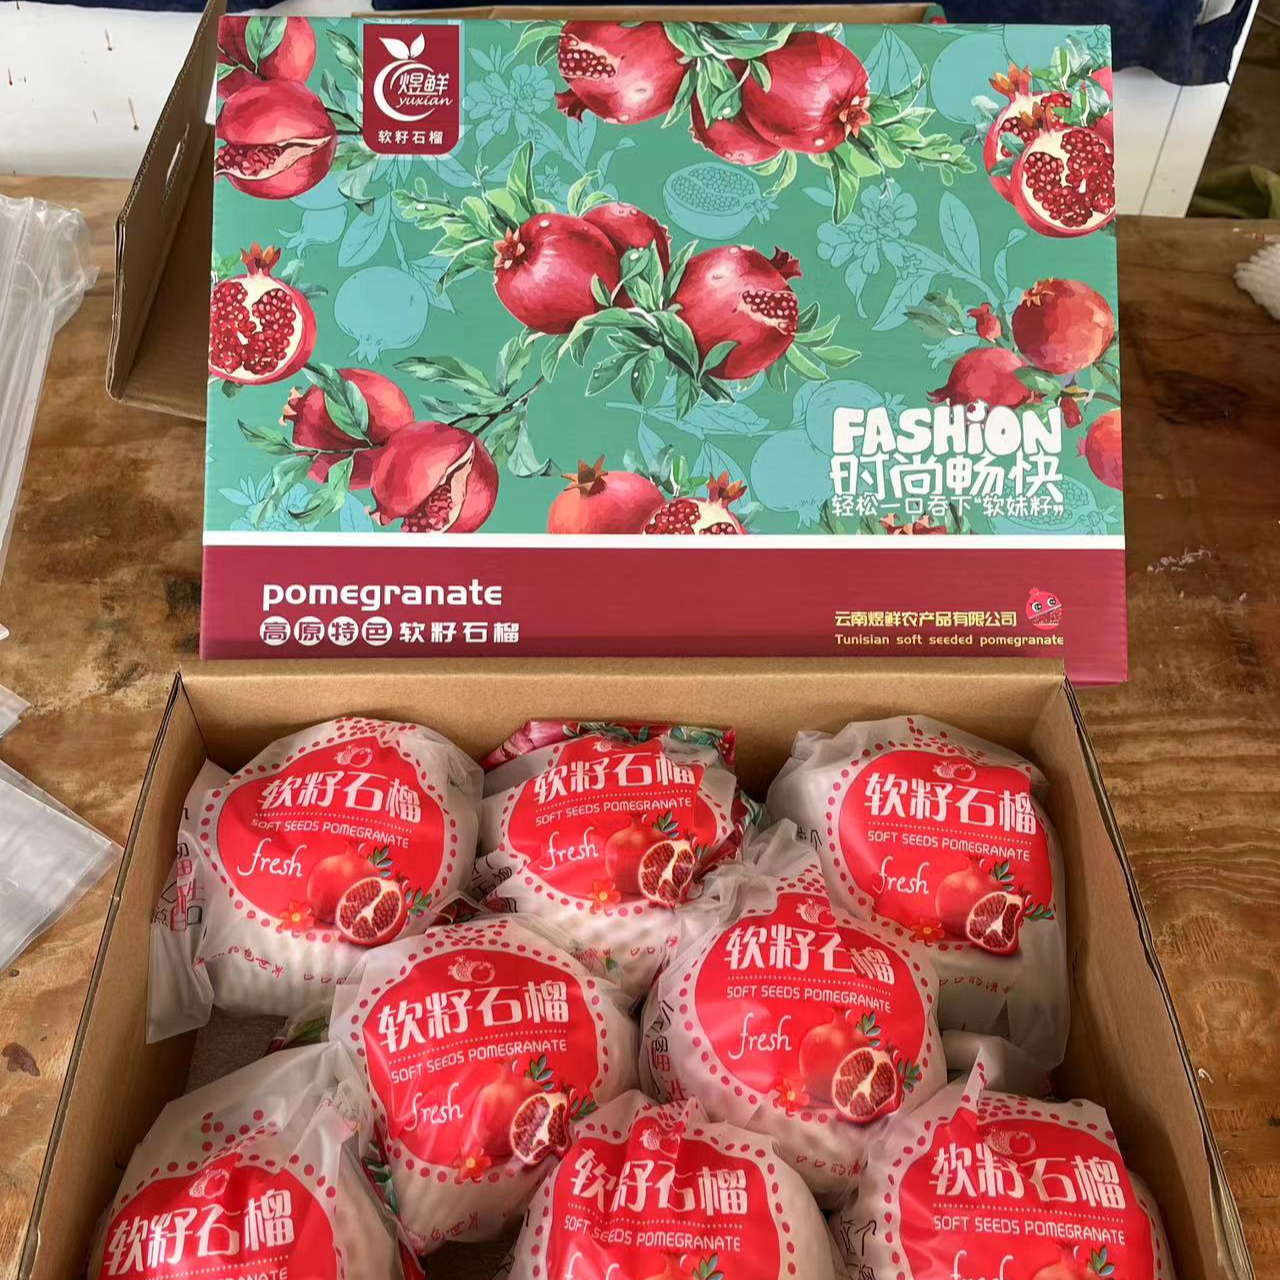 煜鲜
yuxian
软籽石榴
FASHION
时尚畅快
轻松一口吞下“软妹籽”
pomegranate
高原特色软籽石榴
云南煜鲜农产品有限公司
Tunisian soft seeded pomegranate
软籽石榴
SOFT SEEDS POMEGRANATE
fresh
软籽石榴
SOFT SEEDS POMEGRANATE
fresh
软籽石榴
SOFT SEEDS POMEGRANATE
fresh
软籽石榴
SOFT SEEDS POMEGRANATE
fresh
软籽石榴
SOFT SEEDS POMEGRANATE
fresh
软籽石榴
POMEGRANATE
软籽石榴
SOFT SEEDS POMEGRANATE
软籽石榴
SOFT SEEDS POMEGRANATE
fresh